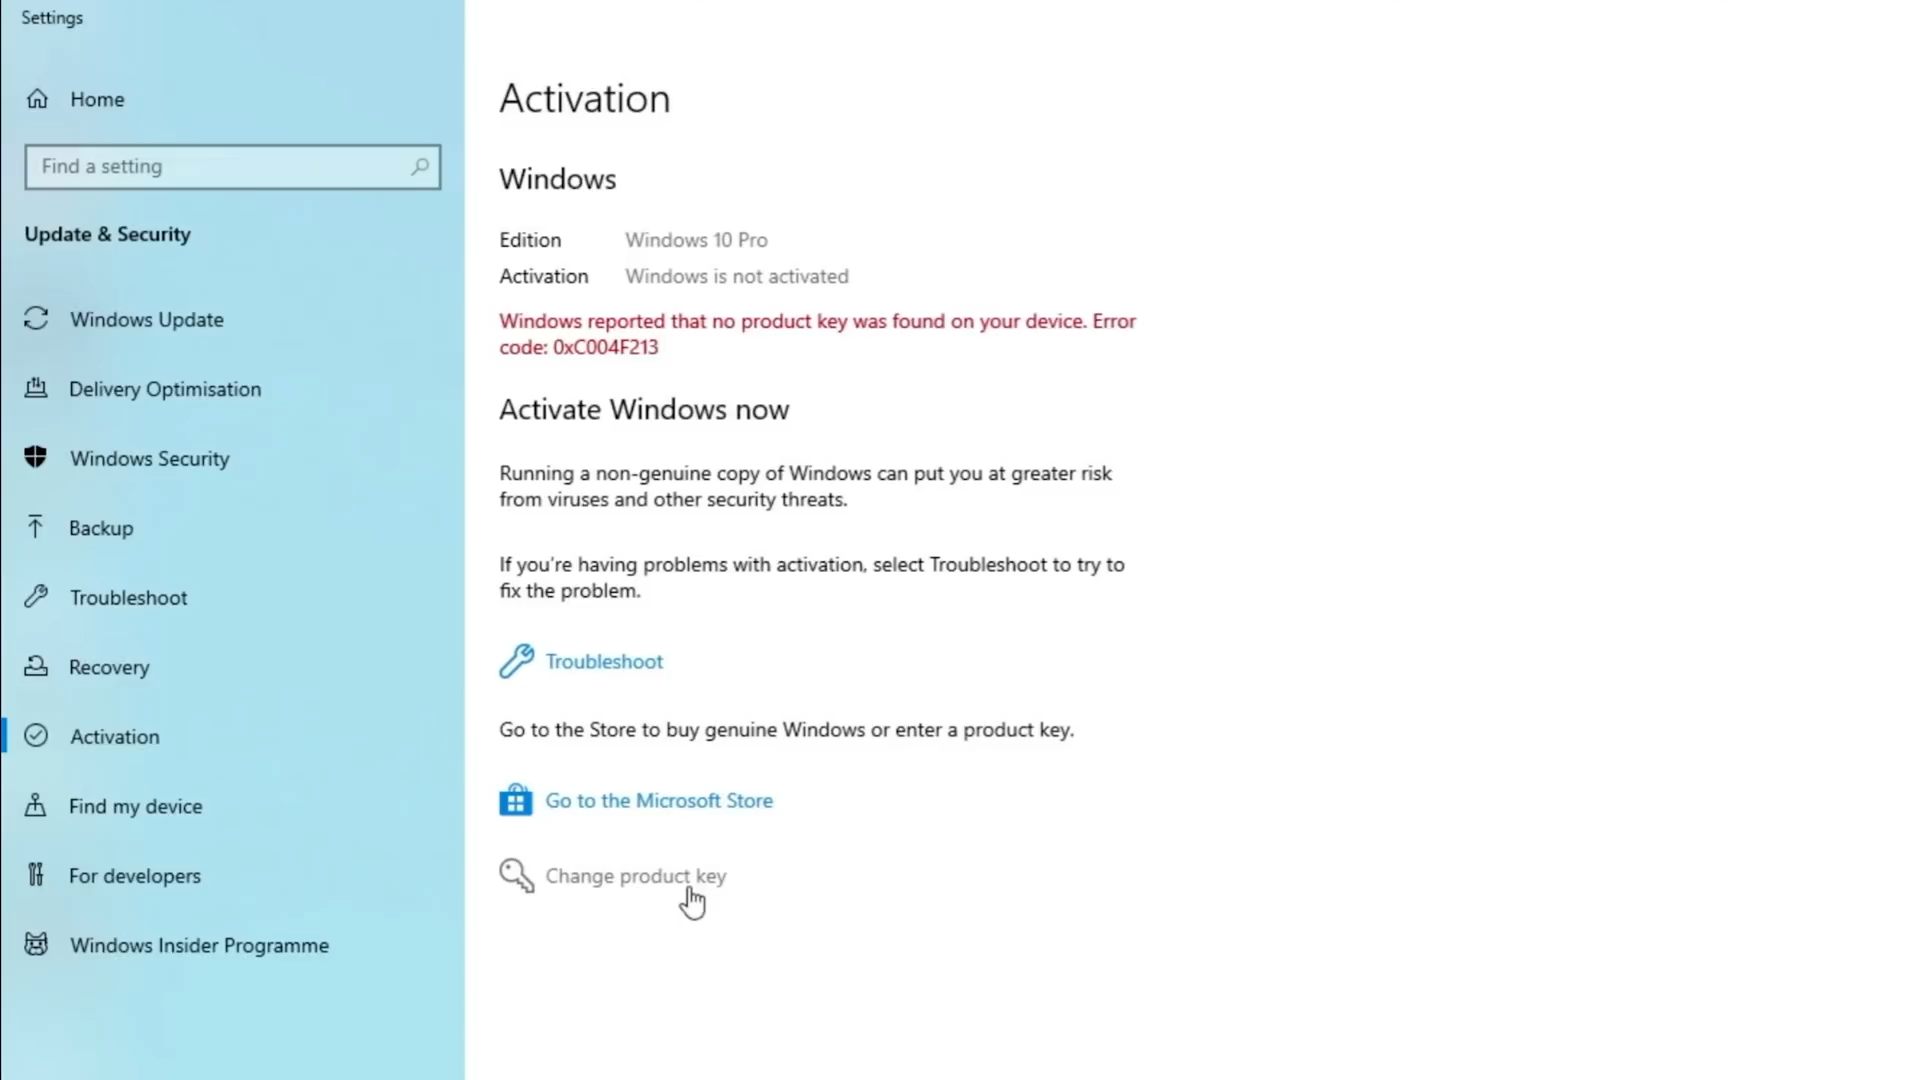 Settings
Home
Find a setting
Update & Security
Windows Update
Delivery Optimisation
Windows Security
Backup
Troubleshoot
Recovery
Activation
Find my device
For developers
Windows Insider Programme
Activation
Windows
Edition Windows 10 Pro
Activation Windows is not activated
Windows reported that no product key was found on your device. Error
code: 0xC004F213
Activate Windows now
Running a non-genuine copy of Windows can put you at greater risk
from viruses and other security threats.
If you're having problems with activation, select Troubleshoot to try to
fix the problem.
Troubleshoot
Go to the Store to buy genuine Windows or enter a product key.
Go to the Microsoft Store
Change product key